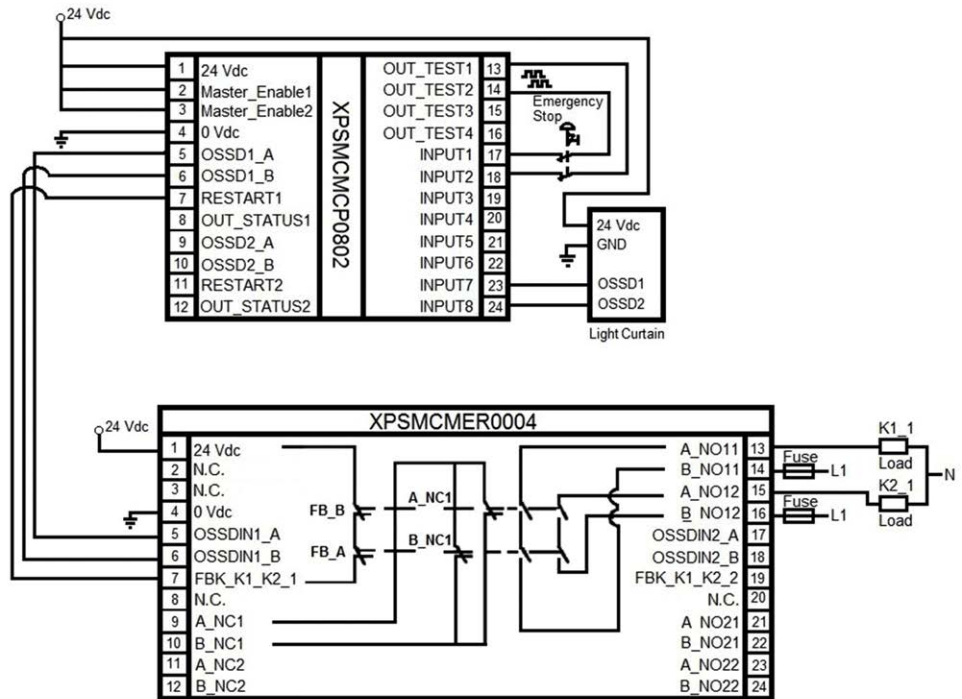 24 Vdc
XPSMCMCP0802
1 24 Vdc
2 Master_Enable1
3 Master_Enable2
4 0 Vdc
5 OSSD1_A
6 OSSD1_B
7 RESTART1
8 OUT_STATUS1
9 OSSD2_A
10 OSSD2_B
11 RESTART2
12 OUT_STATUS2
OUT_TEST1 13
OUT_TEST2 14
OUT_TEST3 15
OUT_TEST4 16
INPUT1 17
INPUT2 18
INPUT3 19
INPUT4 20
INPUT5 21
INPUT6 22
INPUT7 23
INPUT8 24
Emergency
Stop
24 Vdc
GND
OSSD1
OSSD2
Light Curtain
XPSMCMER0004
24 Vdc
1 24 Vdc
2 N.C.
3 N.C.
4 0 Vdc
5 OSSDIN1_A
6 OSSDIN1_B
7 FBK_K1_K2_1
8 N.C.
9 A_NC1
10 B_NC1
11 A_NC2
12 B_NC2
FB_B
A_NC1
FB_A
B_NC1
A_NO11 13
B_NO11 14
A_NO12 15
B_NO12 16
OSSDIN2_A 17
OSSDIN2_B 18
FBK_K1_K2_2 19
N.C. 20
A_NO21 21
B_NO21 22
A_NO22 23
B_NO22 24
K1_1
Load
Fuse
L1
K2_1
Load
Fuse
L1
N